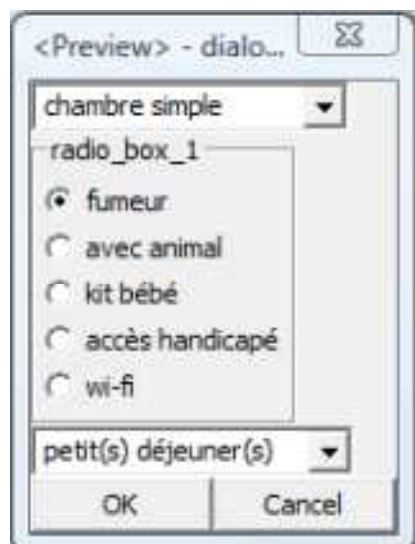 <Preview> - dialo...
chambre simple
radio_box_1
fumeur
avec animal
kit bébé
accès handicapé
wi-fi
petit(s) déjeuner(s)
OK Cancel